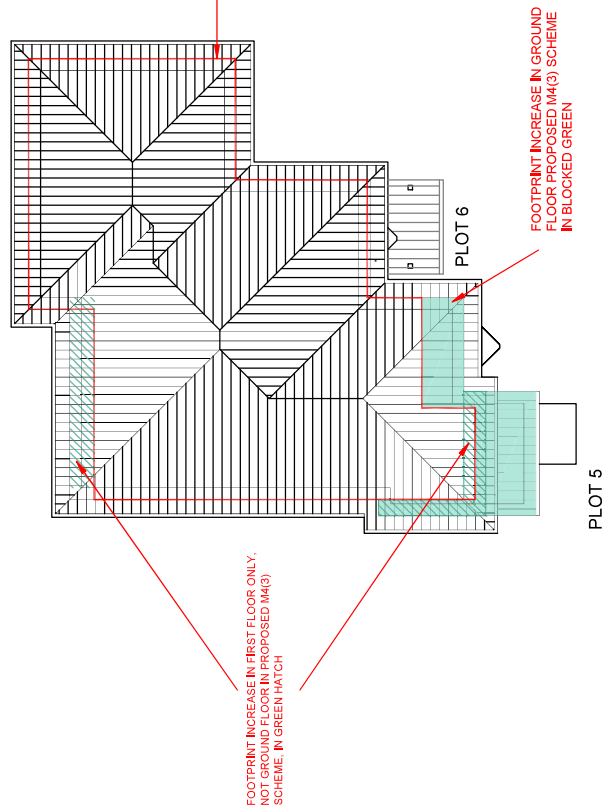 FOOTPRINT INCREASE IN FIRST FLOOR ONLY,
NOT GROUND FLOOR IN PROPOSED M4(3)
SCHEME, IN GREEN HATCH
PLOT 5
PLOT 6
FOOTPRINT INCREASE IN GROUND
FLOOR PROPOSED M4(3) SCHEME
IN BLOCKED GREEN